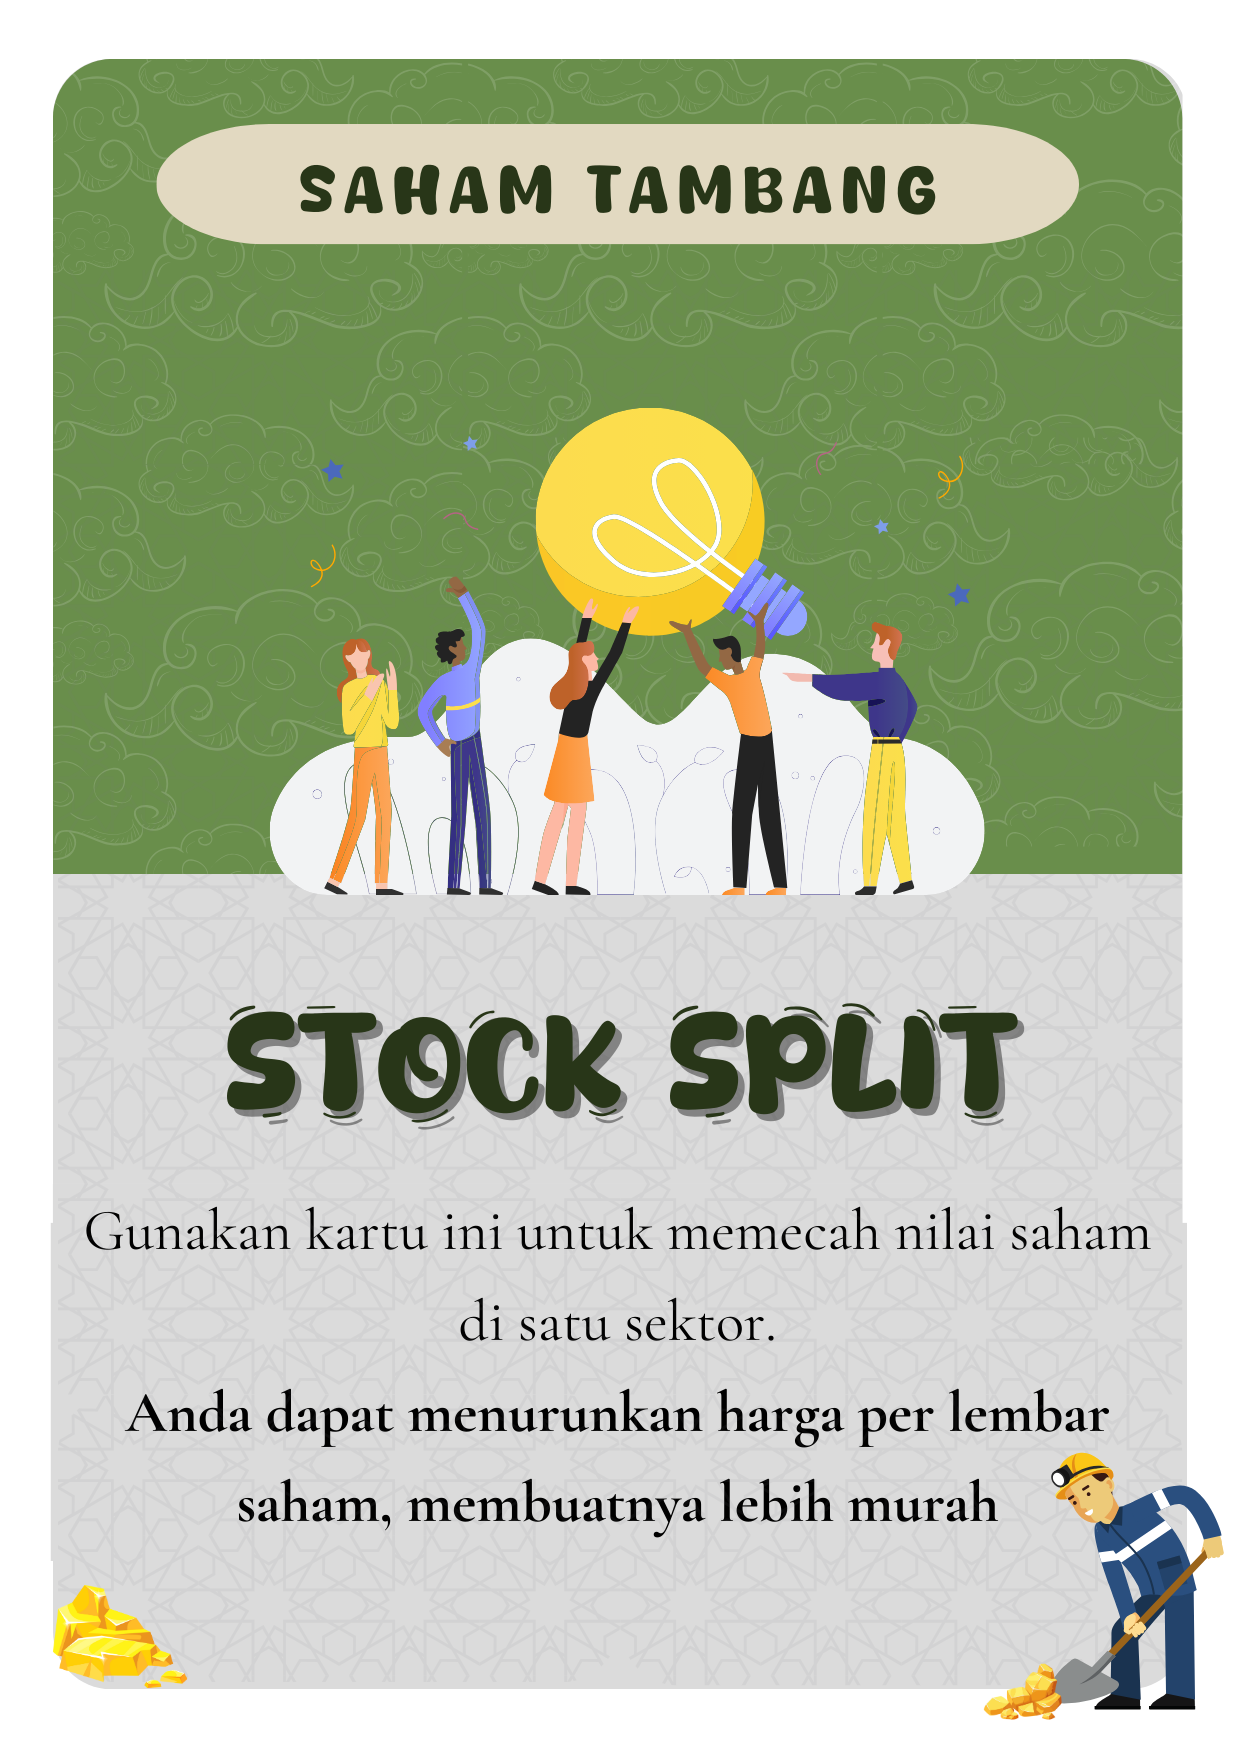 SAHAM TAMBANG
STOCK SPLIT
Gunakan kartu ini untuk memecah nilai saham
di satu sektor.
Anda dapat menurunkan harga per lembar
saham, membuatnya lebih murah